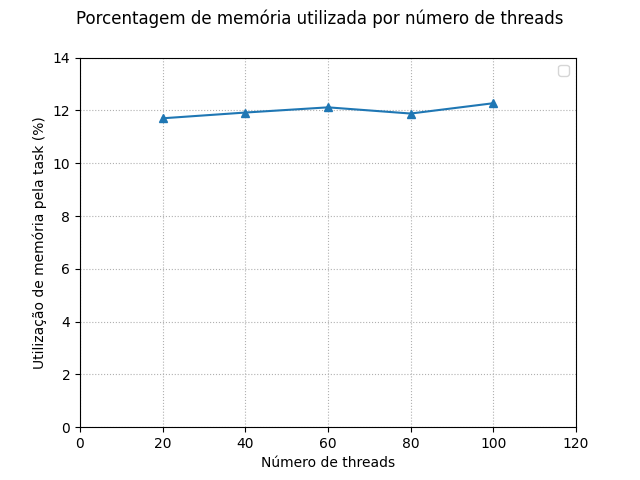 Porcentagem de memória utilizada por número de threads
Utilização de memória pela task (%)
14
12
10
8
6
4
2
0
0 20 40 60 80 100 120
Número de threads